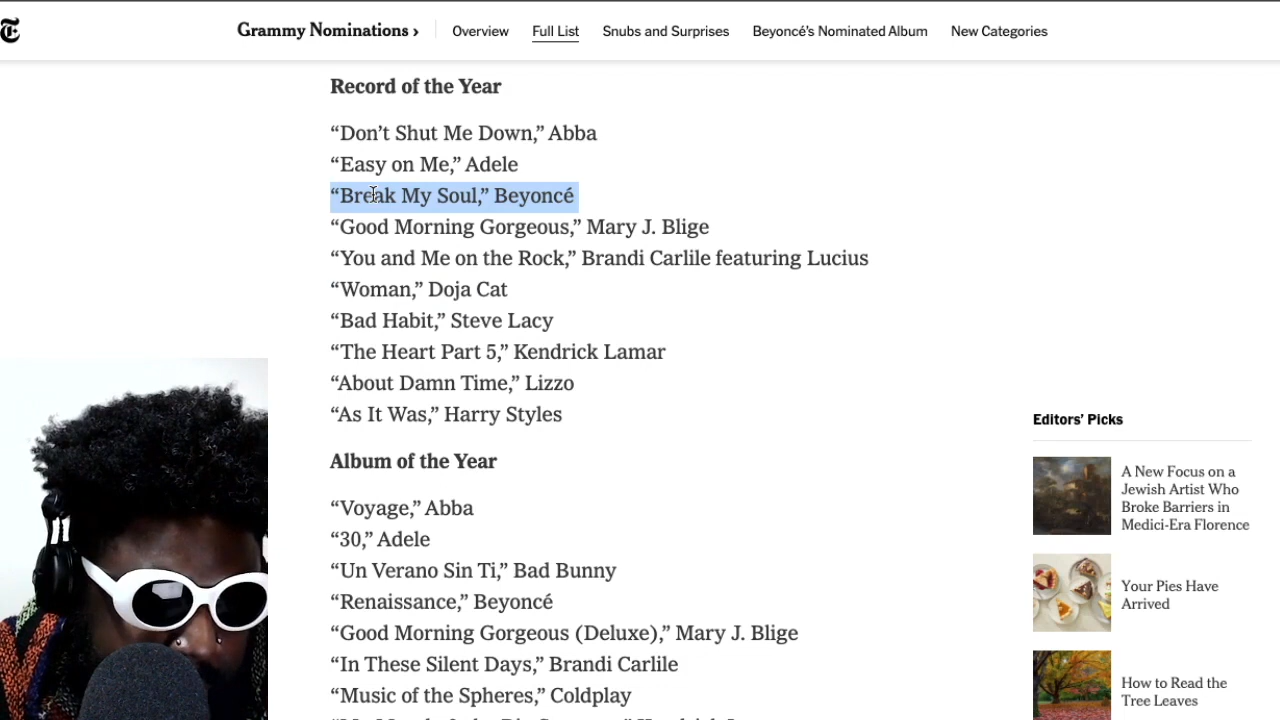 Grammy Nominations ›
Overview
Full List
Snubs and Surprises
Beyoncé’s Nominated Album
New Categories
Record of the Year
“Don’t Shut Me Down,” Abba
“Easy on Me,” Adele
“Break My Soul,” Beyoncé
“Good Morning Gorgeous,” Mary J. Blige
“You and Me on the Rock,” Brandi Carlile featuring Lucius
“Woman,” Doja Cat
“Bad Habit,” Steve Lacy
“The Heart Part 5,” Kendrick Lamar
“About Damn Time,” Lizzo
“As It Was,” Harry Styles
Album of the Year
“Voyage,” Abba
“30,” Adele
“Un Verano Sin Ti,” Bad Bunny
“Renaissance,” Beyoncé
“Good Morning Gorgeous (Deluxe),” Mary J. Blige
“In These Silent Days,” Brandi Carlile
“Music of the Spheres,” Coldplay
Editors’ Picks
A New Focus on a
Jewish Artist Who
Broke Barriers in
Medici-Era Florence
Your Pies Have
Arrived
How to Read the
Tree Leaves